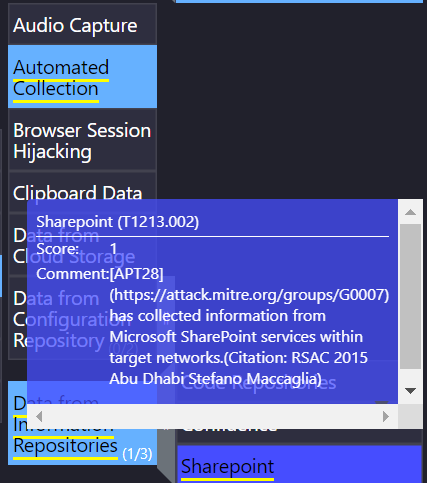 Audio Capture
Automated
Collection
Browser Session
Hijacking
Clipboard Data
Sharepoint (T1213.002)
Score: 1
Comment:[APT28]
(https://attack.mitre.org/groups/G0007)
has collected information from
Microsoft SharePoint services within
target networks.(Citation: RSAC 2015
Abu Dhabi Stefano Maccaglia)
Data from
Cloud Storage
Data from
Configuration
Repository
Data from
Information
Repositories (1/3)
Code Repositories
Confluence
Sharepoint